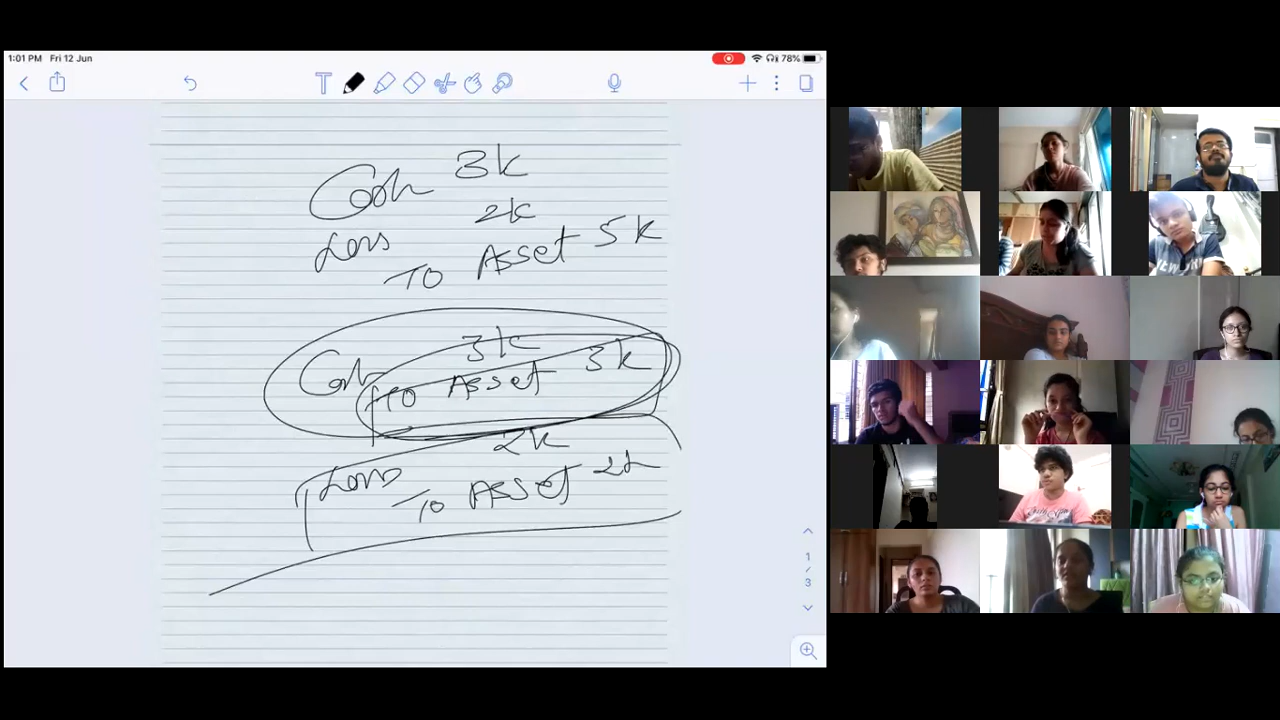 1:01 PM Fri 12 Jun
78%
T
Cash 3k
Loss 2k
To Asset 5k
Cash 3k
To Asset 3k
Loss 2k
To Asset 2k
1
/
3